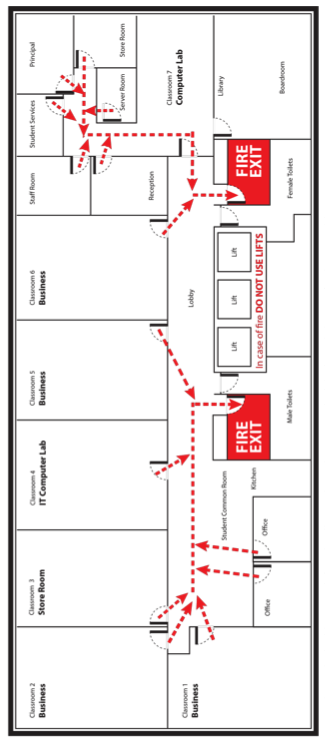 Principal
Store Room
Student Services
Server Room
Classroom 7
Computer Lab
Library
Boardroom
Staff Room
Reception
FIRE
EXIT
Female Toilets
Classroom 6
Business
Lobby
Lift
Lift
Lift
In case of fire DO NOT USE LIFTS
Classroom 5
Business
FIRE
EXIT
Male Toilets
Classroom 4
IT Computer Lab
Student Common Room
Kitchen
Classroom 3
Store Room
Office
Office
Classroom 2
Business
Classroom 1
Business